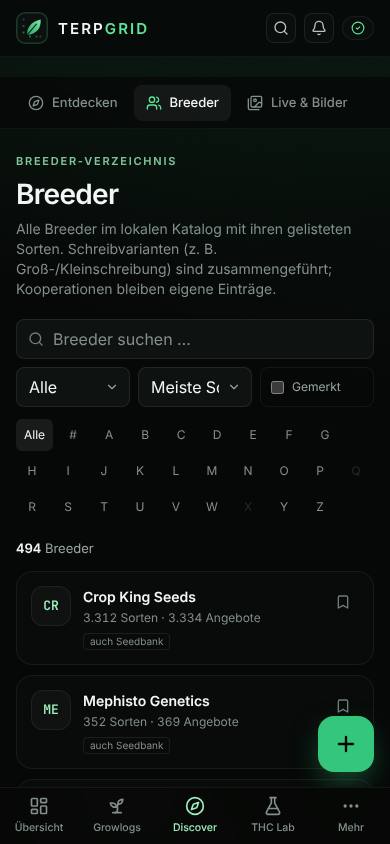 TERPGRID
Entdecken
Breeder
Live & Bilder
BREEDER-VERZEICHNIS
Breeder
Alle Breeder im lokalen Katalog mit ihren gelisteten
Sorten. Schreibvarianten (z. B.
Groß-/Kleinschreibung) sind zusammengeführt;
Kooperationen bleiben eigene Einträge.
Breeder suchen …
Alle
Meiste So
Gemerkt
Alle # A B C D E F G
H I J K L M N O P Q
R S T U V W X Y Z
494 Breeder
CR
Crop King Seeds
3.312 Sorten · 3.334 Angebote
auch Seedbank
ME
Mephisto Genetics
352 Sorten · 369 Angebote
auch Seedbank
Übersicht
Growlogs
Discover
THC Lab
Mehr